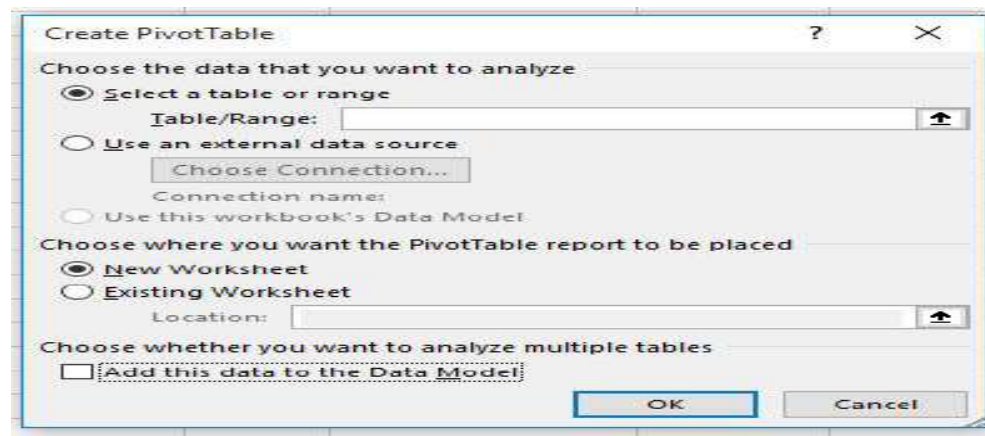 Create PivotTable ?
Choose the data that you want to analyze
Select a table or range
Table/Range:
Use an external data source
Choose Connection...
Connection name:
Use this workbook's Data Model
Choose where you want the PivotTable report to be placed
New Worksheet
Existing Worksheet
Location:
Choose whether you want to analyze multiple tables
Add this data to the Data Model
OK Cancel